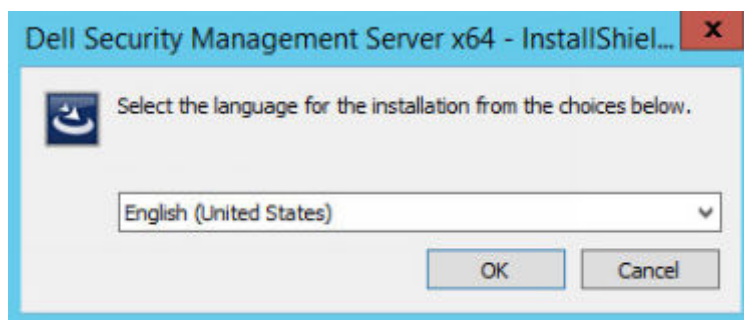 Dell Security Management Server x64 - InstallShiel...
Select the language for the installation from the choices below.
English (United States)
OK Cancel